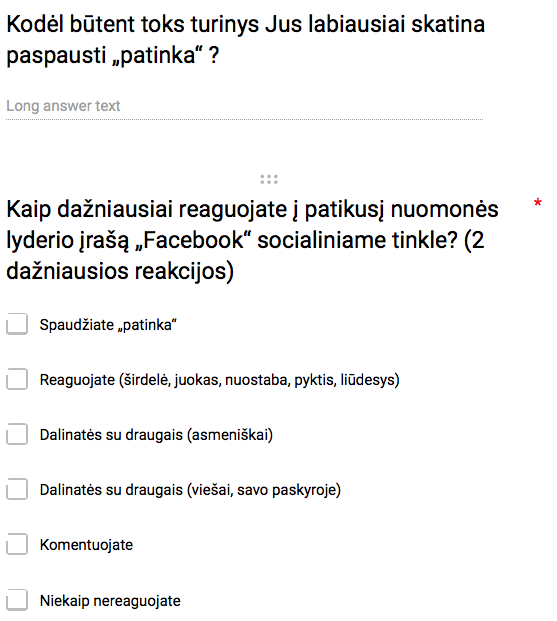 Kodėl būtent toks turinys Jus labiausiai skatina
paspausti „patinka“ ?
Long answer text
Kaip dažniausiai reaguojate į patikusį nuomonės *
lyderio įrašą „Facebook“ socialiniame tinkle? (2
dažniausios reakcijos)
Spaudžiate „patinka“
Reaguojate (širdelė, juokas, nuostaba, pyktis, liūdesys)
Dalinatės su draugais (asmeniškai)
Dalinatės su draugais (viešai, savo paskyroje)
Komentuojate
Niekaip nereaguojate